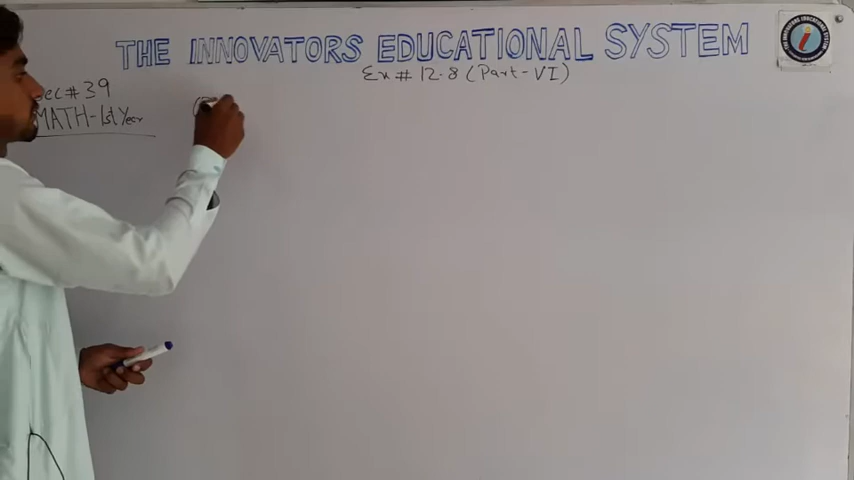 THE INNOVATORS EDUCATIONAL SYSTEM
Ex # 12.8 (Part-VI)
ec # 39
MATH-1st Year